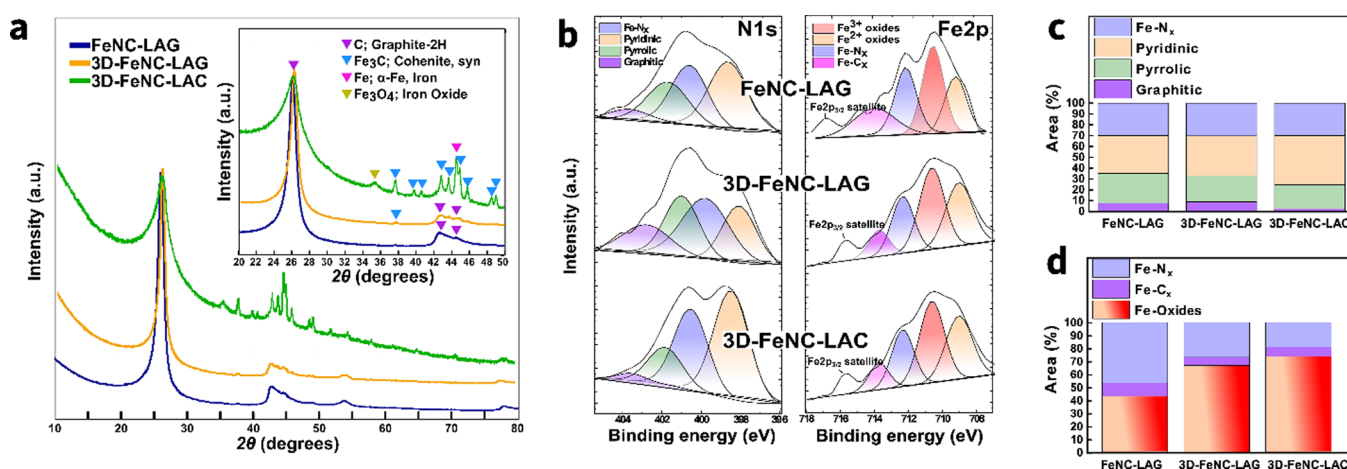 a
FeNC-LAG
3D-FeNC-LAG
3D-FeNC-LAC
Intensity (a.u.)
2θ (degrees)
10 20 30 40 50 60 70 80
C; Graphite-2H
Fe3C; Cohenite, syn
Fe; α-Fe, Iron
Fe3O4; Iron Oxide
Intensity (a.u.)
20 22 24 26 28 30 32 34 36 38 40 42 44 46 48 50
2θ (degrees)
b
N1s
Fe-NX
Pyridinic
Pyrrolic
Graphitic
Fe2p
Fe3+ oxides
Fe2+ oxides
Fe-NX
Fe-CX
FeNC-LAG
Fe2p3/2 satellite
3D-FeNC-LAG
Fe2p3/2 satellite
3D-FeNC-LAC
Fe2p3/2 satellite
Intensity (a.u.)
404 402 400 398 396
718 716 714 712 710 708
Binding energy (eV)
Binding energy (eV)
c
Fe-Nx
Pyridinic
Pyrrolic
Graphitic
Area (%)
100
90
80
70
60
50
40
30
20
10
0
FeNC-LAG 3D-FeNC-LAG 3D-FeNC-LAC
d
Fe-Nx
Fe-Cx
Fe-Oxides
Area (%)
100
90
80
70
60
50
40
30
20
10
0
FeNC-LAG 3D-FeNC-LAG 3D-FeNC-LAC